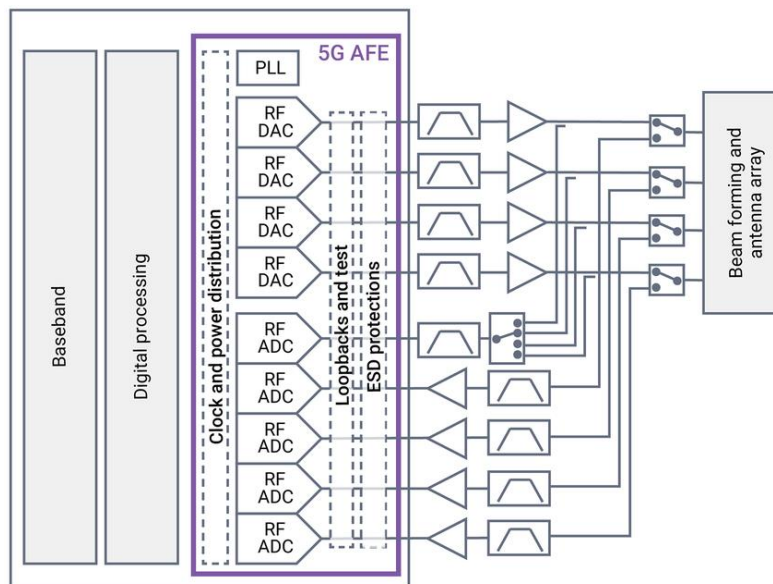 5G AFE
PLL
RF
DAC
RF
DAC
RF
DAC
RF
DAC
RF
ADC
RF
ADC
RF
ADC
RF
ADC
RF
ADC
Baseband
Digital processing
Clock and power distribution
Loopbacks and test
ESD protections
Beam forming and
antenna array